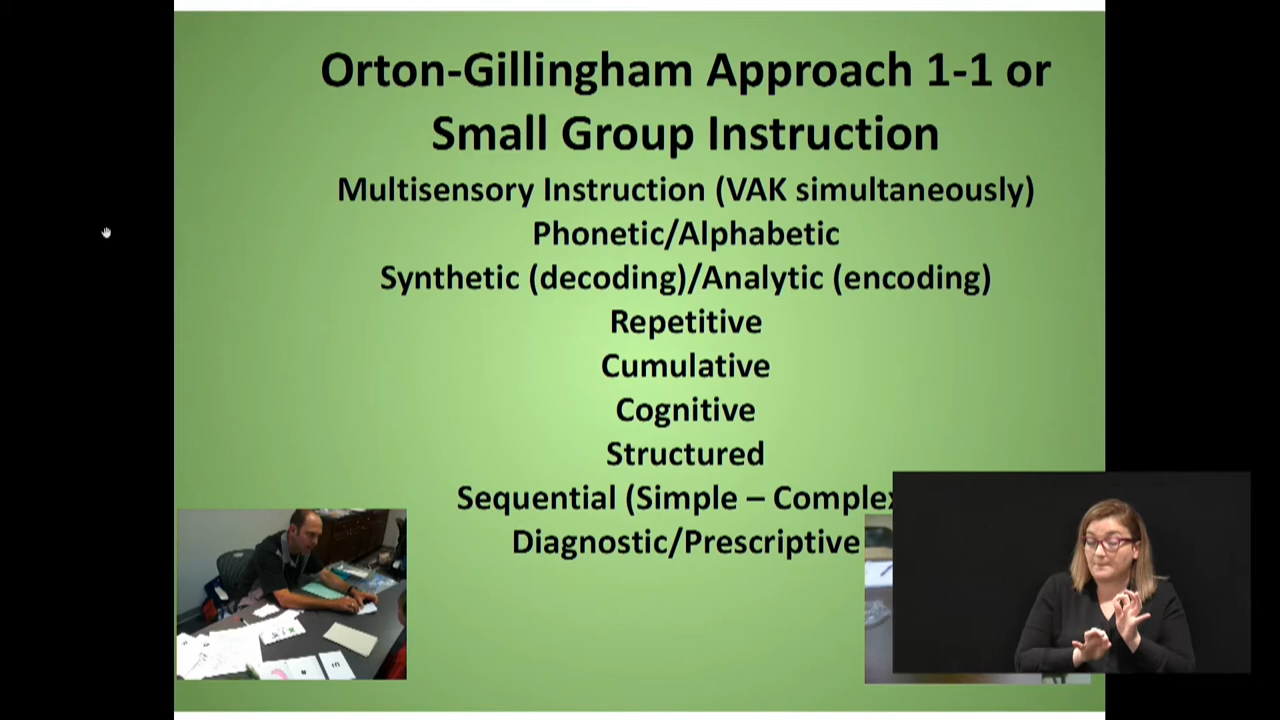 Orton-Gillingham Approach 1-1 or
Small Group Instruction
Multisensory Instruction (VAK simultaneously)
Phonetic/Alphabetic
Synthetic (decoding)/Analytic (encoding)
Repetitive
Cumulative
Cognitive
Structured
Sequential (Simple – Complex
Diagnostic/Prescriptive